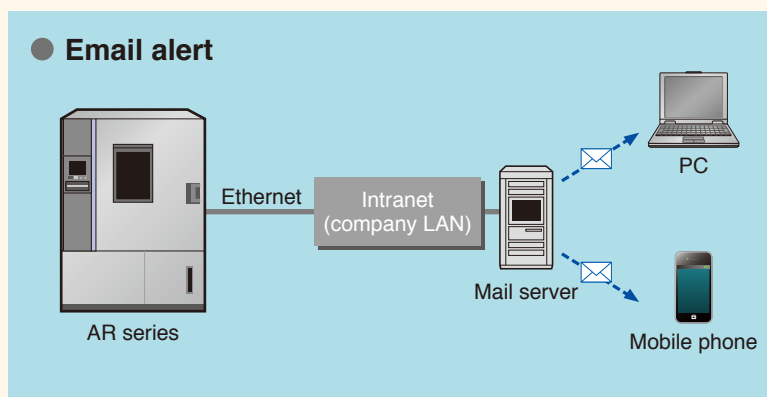 Email alert
PC
Ethernet
Intranet
(company LAN)
Mail server
AR series
Mobile phone